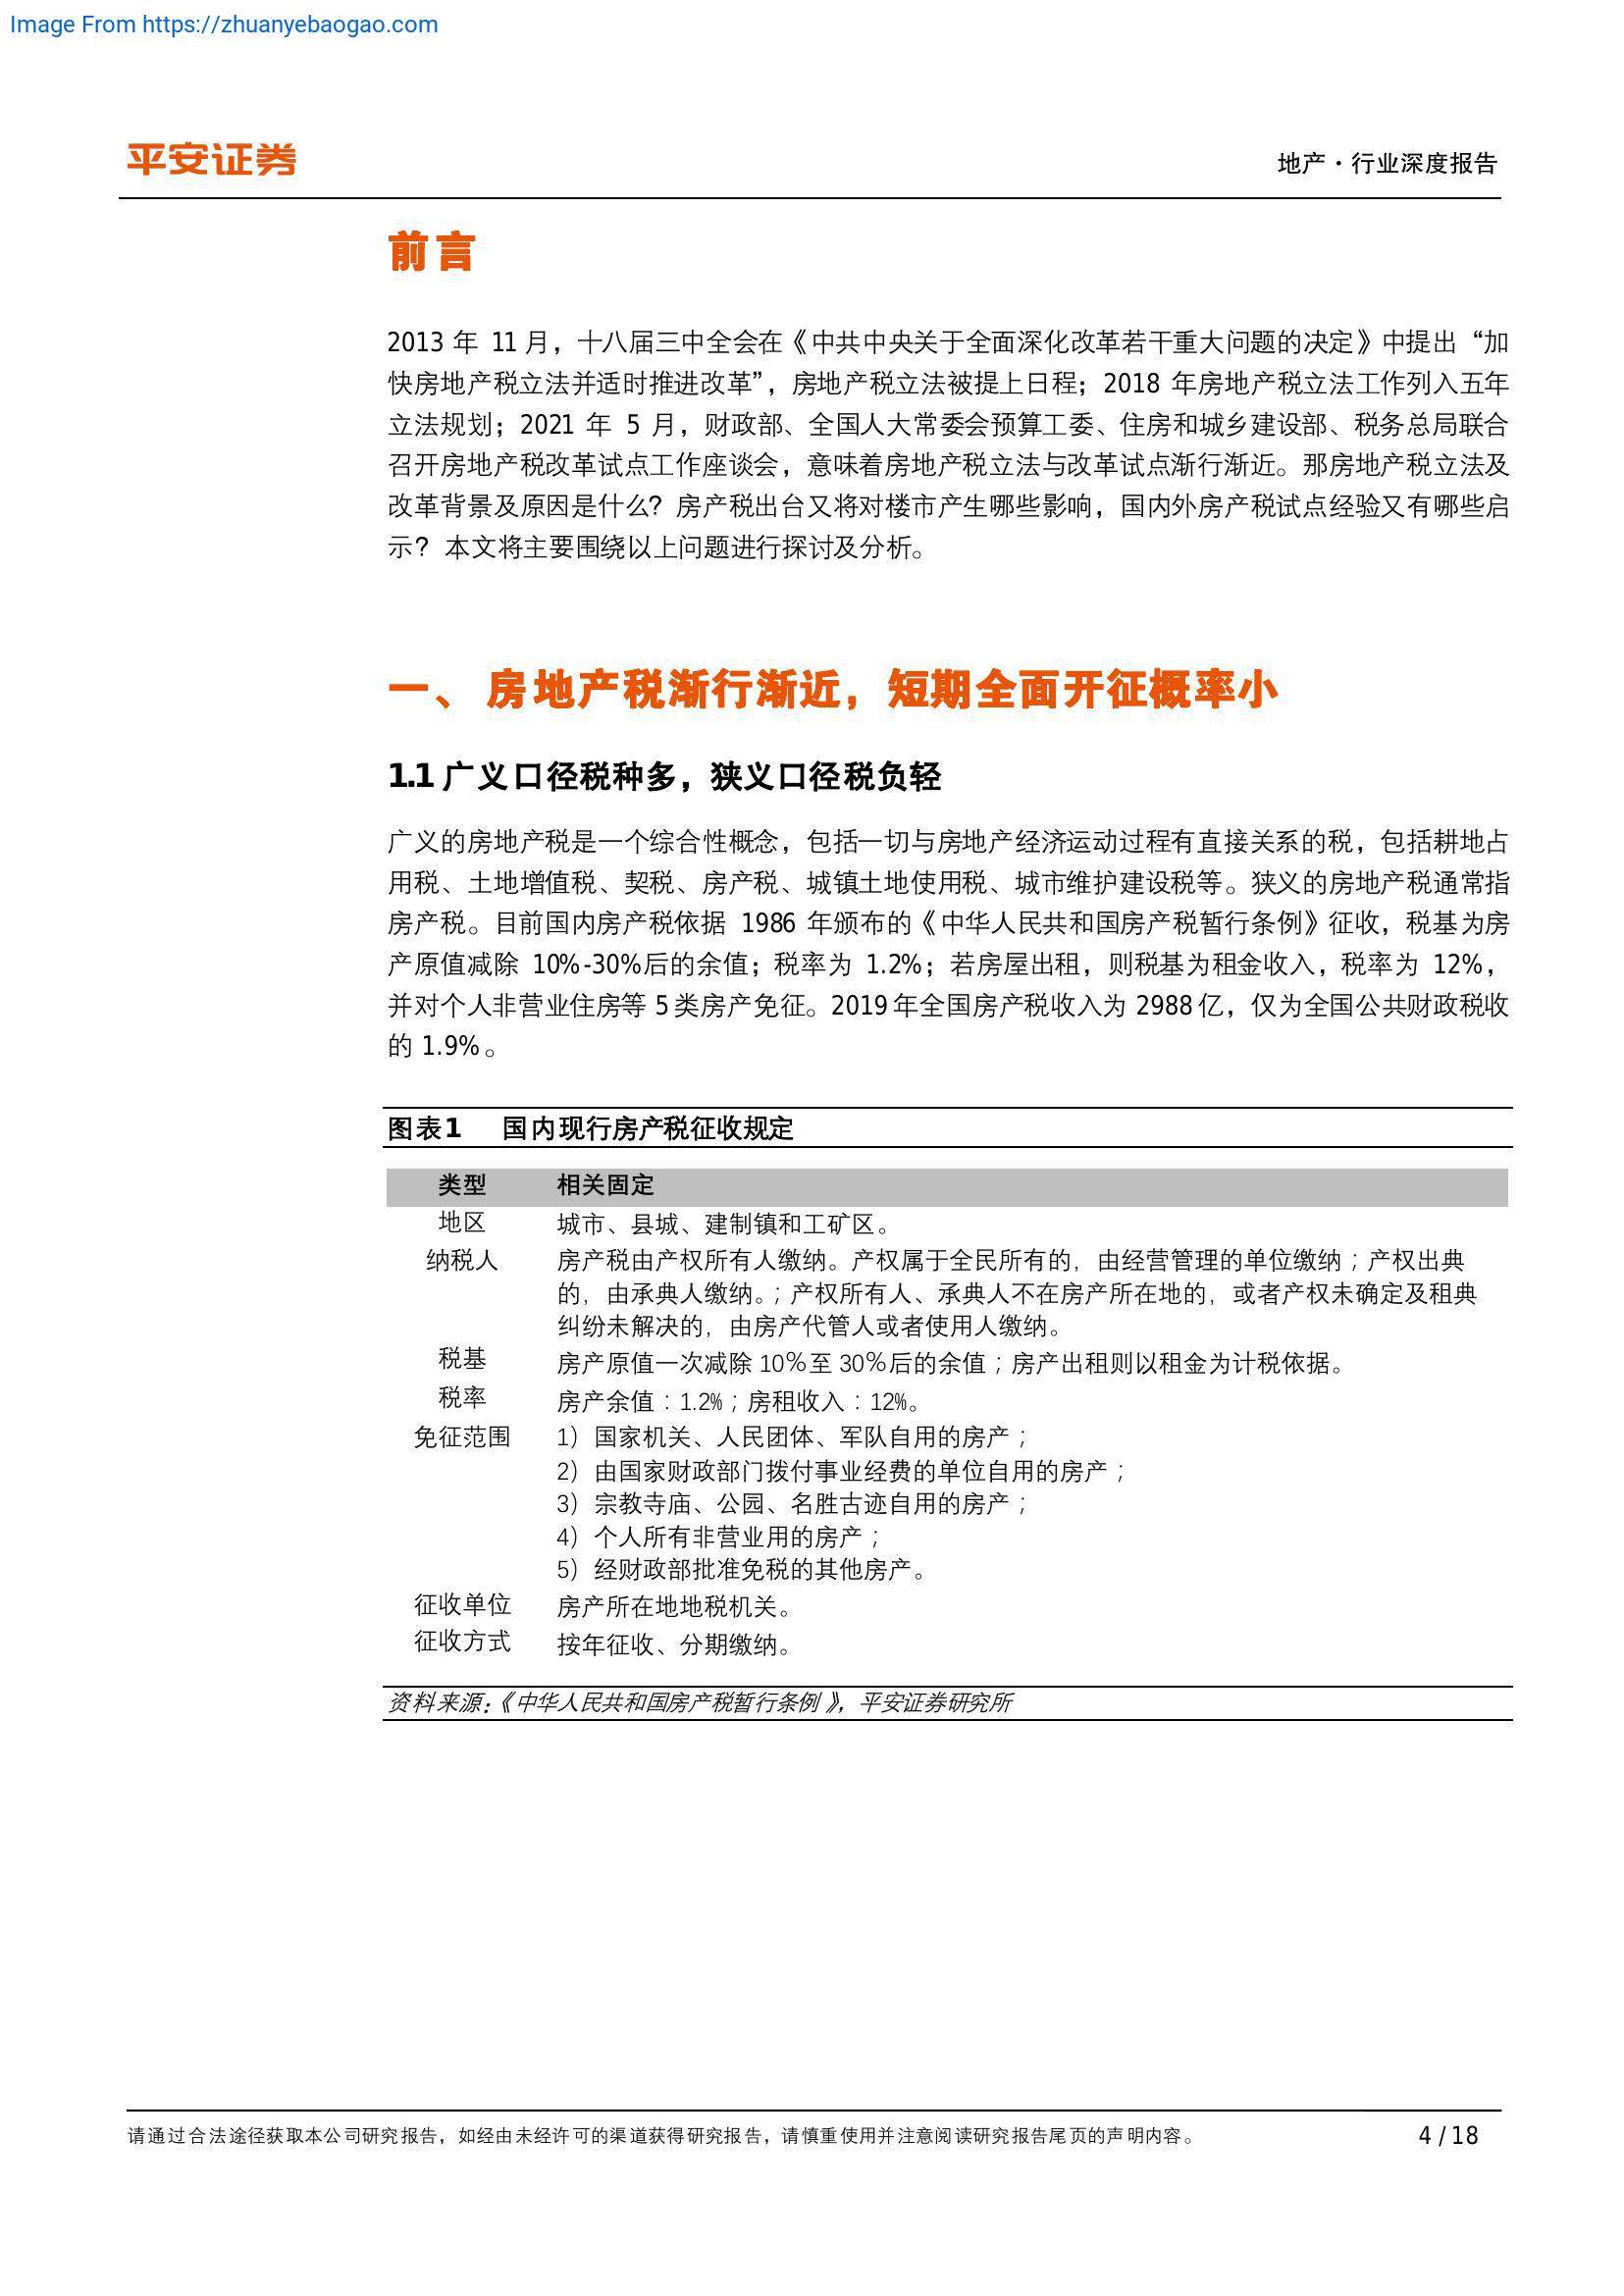 Image From https://zhuanyebaogao.com
平安证券
地产·行业深度报告
前言
2013 年 11 月，十八届三中全会在《中共中央关于全面深化改革若干重大问题的决定》中提出“加
快房地产税立法并适时推进改革”，房地产税立法被提上日程；2018 年房地产税立法工作列入五年
立法规划；2021 年 5 月，财政部、全国人大常委会预算工委、住房和城乡建设部、税务总局联合
召开房地产税改革试点工作座谈会，意味着房地产税立法与改革试点渐行渐近。那房地产税立法及
改革背景及原因是什么？房产税出台又将对楼市产生哪些影响，国内外房产税试点经验又有哪些启
示？本文将主要围绕以上问题进行探讨及分析。
一、 房地产税渐行渐近，短期全面开征概率小
1.1 广义口径税种多，狭义口径税负轻
广义的房地产税是一个综合性概念，包括一切与房地产经济运动过程有直接关系的税，包括耕地占
用税、土地增值税、契税、房产税、城镇土地使用税、城市维护建设税等。狭义的房地产税通常指
房产税。目前国内房产税依据 1986 年颁布的《中华人民共和国房产税暂行条例》征收，税基为房
产原值减除 10%-30%后的余值；税率为 1.2%；若房屋出租，则税基为租金收入，税率为 12%，
并对个人非营业住房等 5 类房产免征。2019 年全国房产税收入为 2988 亿，仅为全国公共财政税收
的 1.9%。
图表1 国内现行房产税征收规定
类型 相关固定
地区 城市、县城、建制镇和工矿区。
纳税人 房产税由产权所有人缴纳。产权属于全民所有的，由经营管理的单位缴纳；产权出典
的，由承典人缴纳。；产权所有人、承典人不在房产所在地的，或者产权未确定及租典
纠纷未解决的，由房产代管人或者使用人缴纳。
税基 房产原值一次减除 10%至 30%后的余值；房产出租则以租金为计税依据。
税率 房产余值：1.2%；房租收入：12%。
免征范围 1）国家机关、人民团体、军队自用的房产；
2）由国家财政部门拨付事业经费的单位自用的房产；
3）宗教寺庙、公园、名胜古迹自用的房产；
4）个人所有非营业用的房产；
5）经财政部批准免税的其他房产。
征收单位 房产所在地地税机关。
征收方式 按年征收、分期缴纳。
资料来源：《中华人民共和国房产税暂行条例》，平安证券研究所
请通过合法途径获取本公司研究报告，如经由未经许可的渠道获得研究报告，请慎重使用并注意阅读研究报告尾页的声明内容。
4 / 18